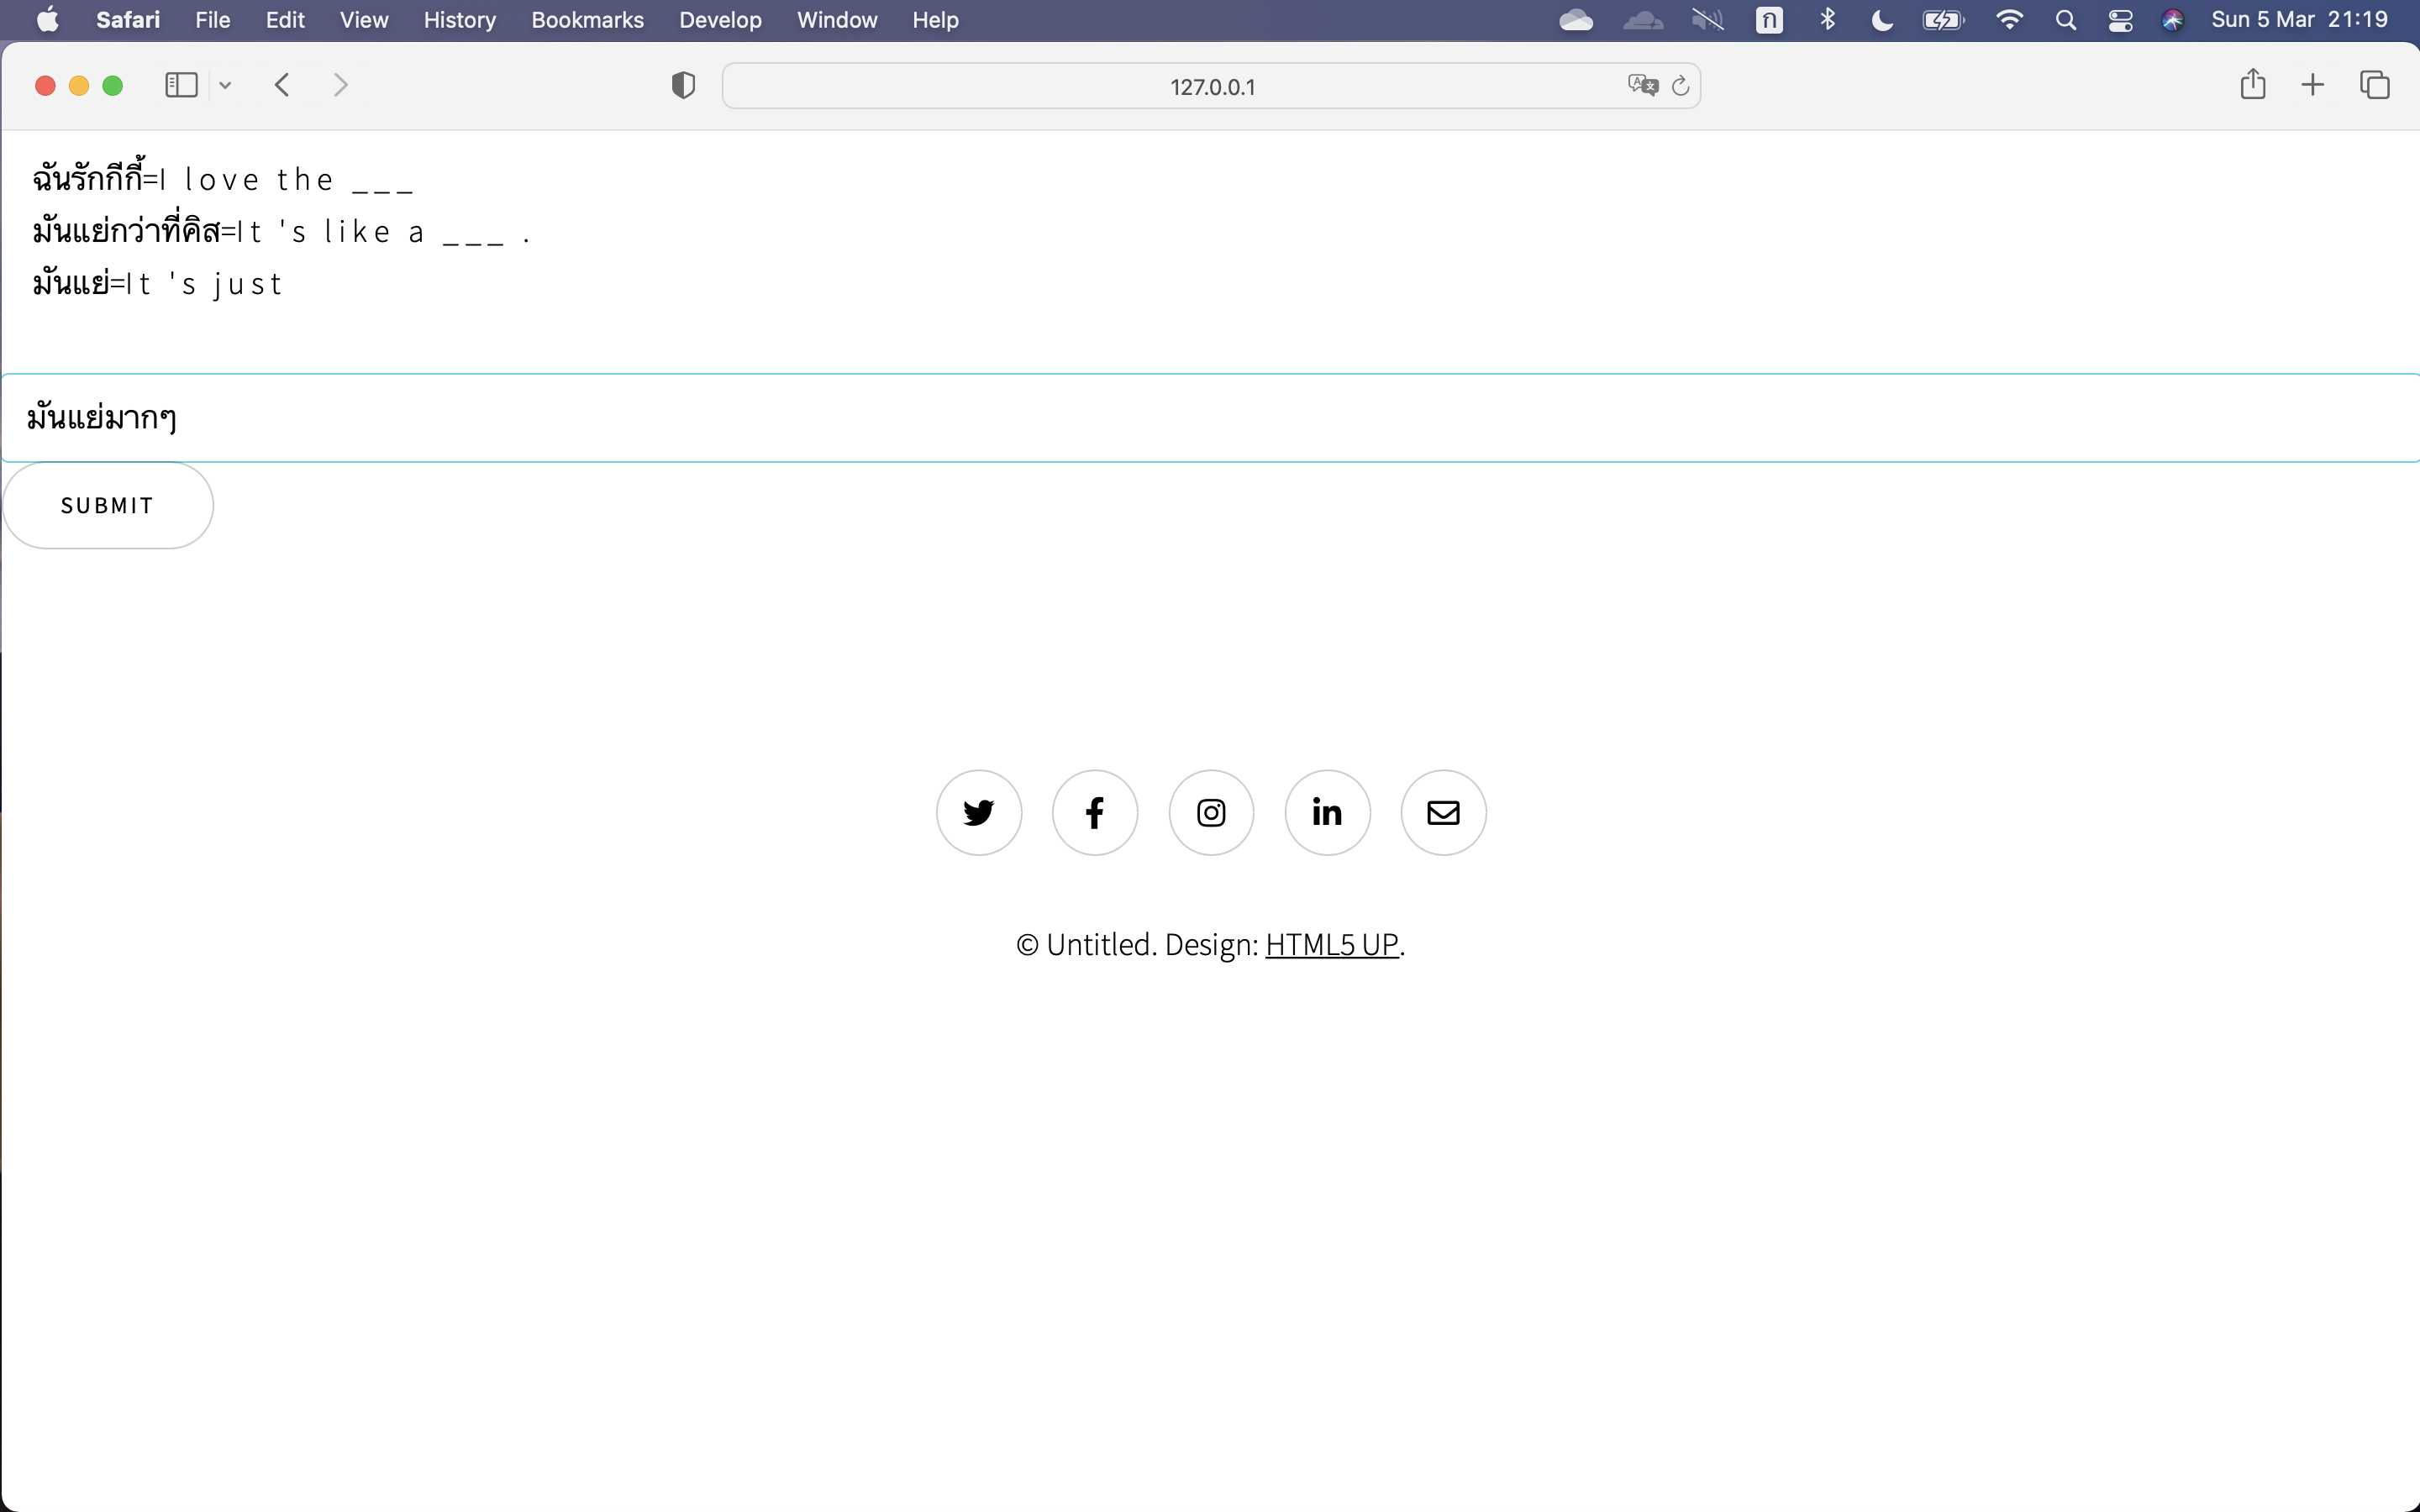 Safari File Edit View History Bookmarks Develop Window Help ก Sun 5 Mar 21:19
127.0.0.1
ฉันรักกีกี้=I love the ___
มันแย่กว่าที่คิส=It 's like a ___ .
มันแย่=It 's just
มันแย่มากๆ
SUBMIT
© Untitled. Design: HTML5 UP.